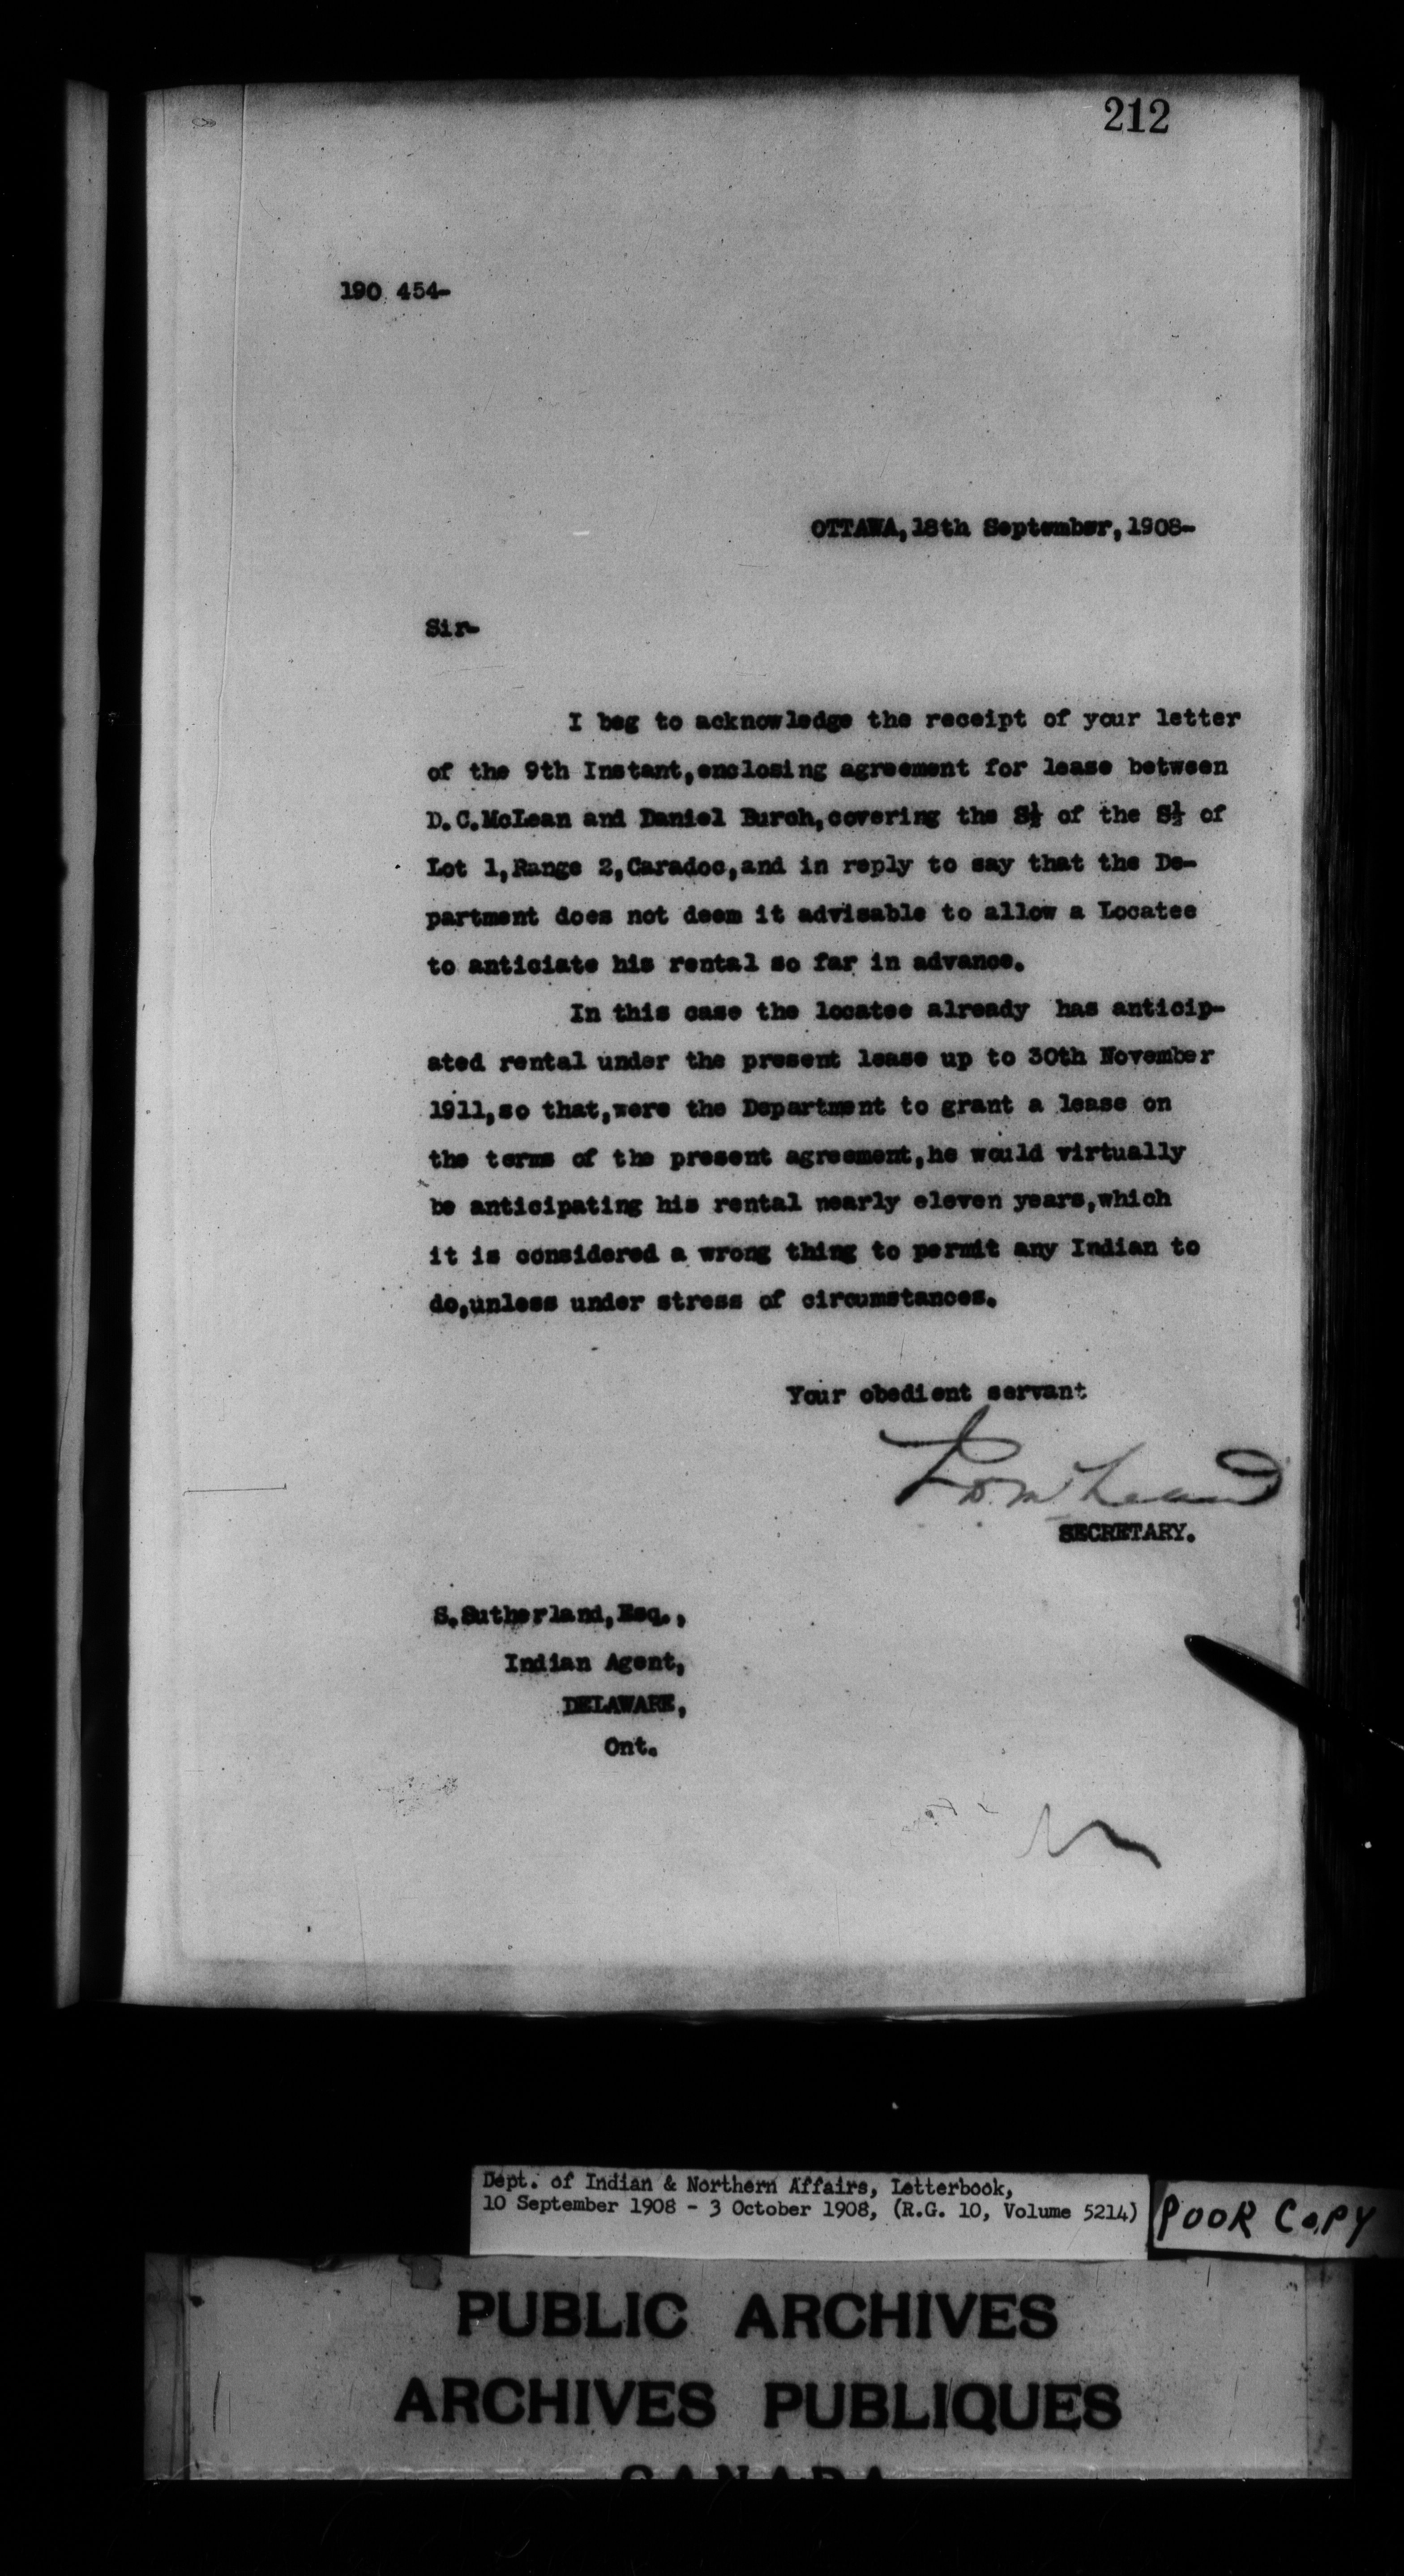 212
190 454-
OTTAWA,18th September,1908-
Sir-
I beg to acknowledge the receipt of your letter
of the 9th Instant,enclosing agreement for lease between
D.C.McLean and Daniel Burch,covering the S½ of the S½ of
Lot 1,Range 2,Caradoc,and in reply to say that the De-
partment does not deem it advisable to allow a Locatee
to anticiate his rental so far in advance.
In this case the locatee already has anticip-
ated rental under the present lease up to 30th November
1911,so that,were the Department to grant a lease on
the terms of the present agreement,he would virtually
be anticipating his rental nearly eleven years,which
it is considered a wrong thing to permit any Indian to
do,unless under stress of circumstances.
Your obedient servant
SECRETARY.
S.Sutherland,Esq.,
Indian Agent,
DELAWARE,
Ont.
Dept. of Indian & Northern Affairs, Letterbook,
10 September 1908 - 3 October 1908, (R.G. 10, Volume 5214)
POOR COPY
PUBLIC ARCHIVES
ARCHIVES PUBLIQUES
CANADA